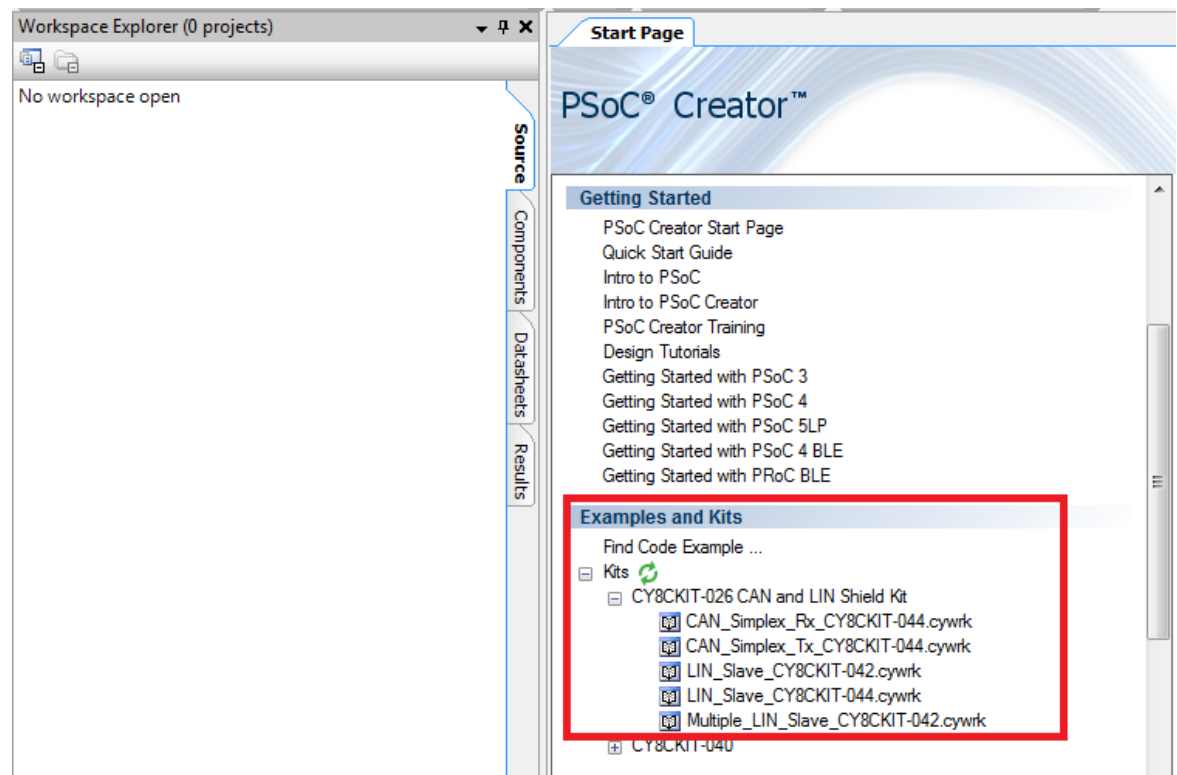 Workspace Explorer (0 projects)
No workspace open
Source
Components
Datasheets
Results
Start Page
PSoC® Creator™
Getting Started
PSoC Creator Start Page
Quick Start Guide
Intro to PSoC
Intro to PSoC Creator
PSoC Creator Training
Design Tutorials
Getting Started with PSoC 3
Getting Started with PSoC 4
Getting Started with PSoC 5LP
Getting Started with PSoC 4 BLE
Getting Started with PRoC BLE
Examples and Kits
Find Code Example ...
Kits
CY8CKIT-026 CAN and LIN Shield Kit
CAN_Simplex_Rx_CY8CKIT-044.cywrk
CAN_Simplex_Tx_CY8CKIT-044.cywrk
LIN_Slave_CY8CKIT-042.cywrk
LIN_Slave_CY8CKIT-044.cywrk
Multiple_LIN_Slave_CY8CKIT-042.cywrk
CY8CKIT-040